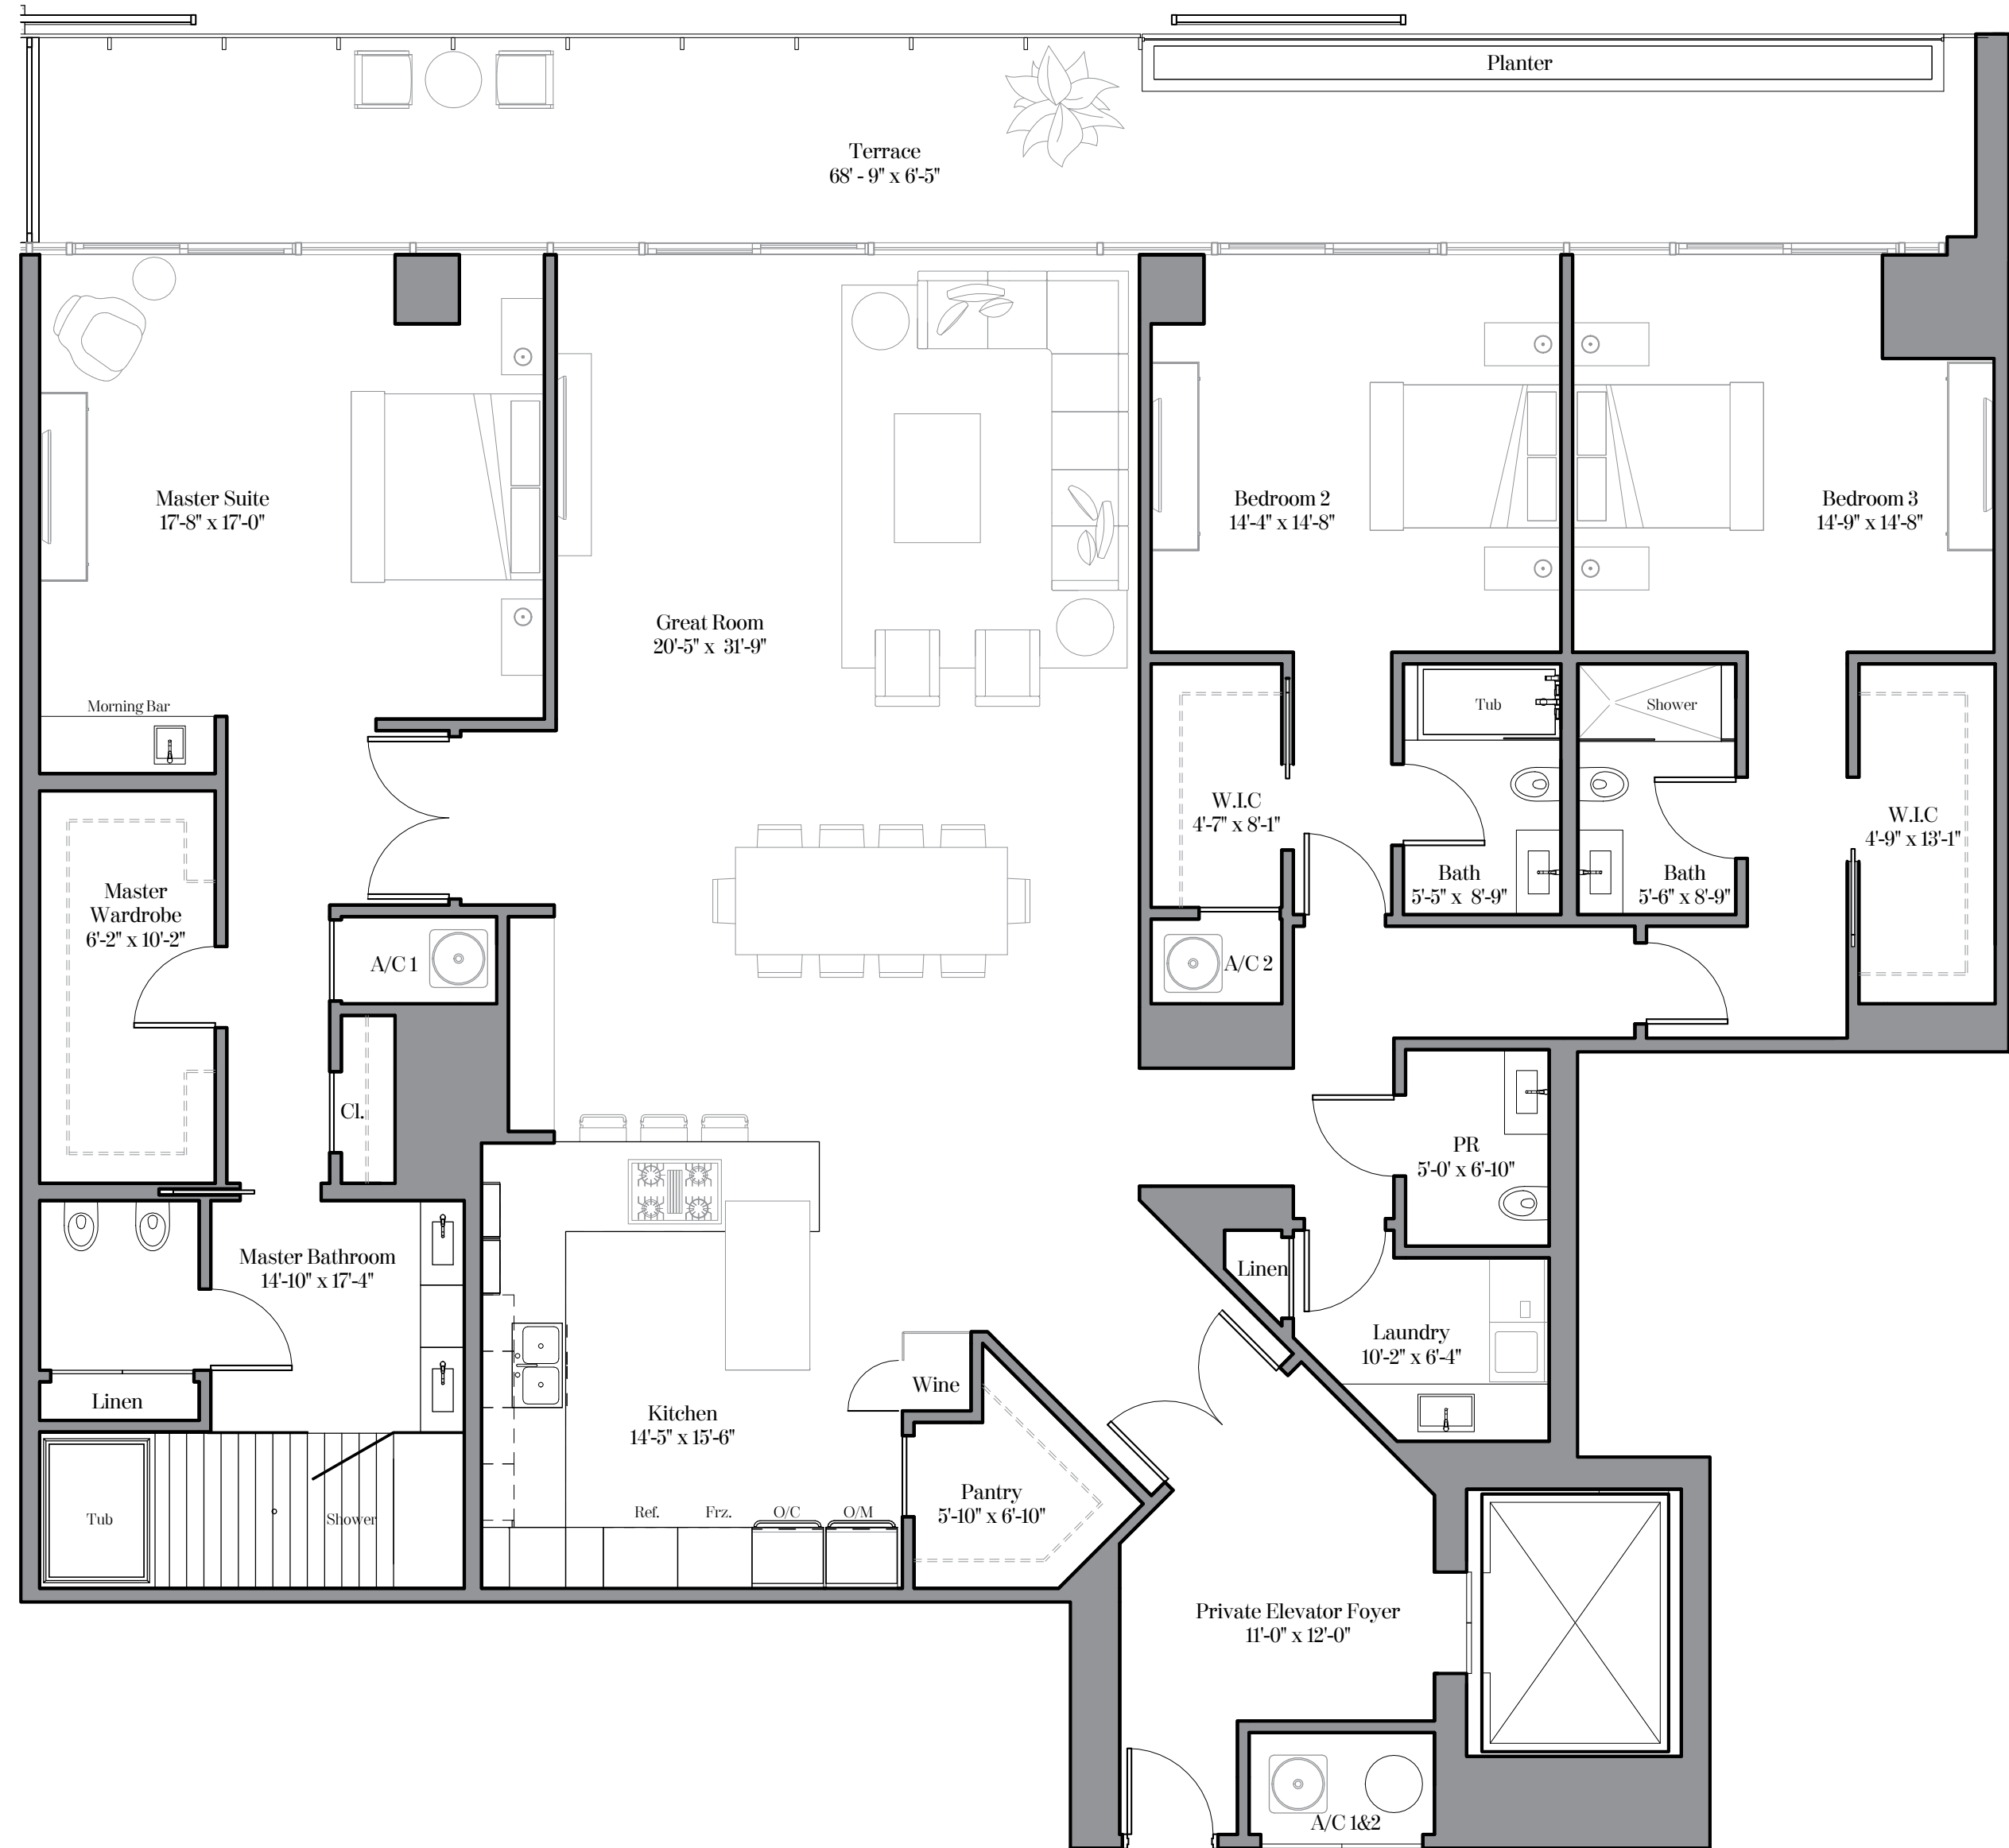 Planter
Terrace
68' - 9" x 6'-5"
Master Suite
17'-8" x 17'-0"
Bedroom 2
14'-4" x 14'-8"
Bedroom 3
14'-9" x 14'-8"
Great Room
20'-5" x 31'-9"
Morning Bar
Tub
Shower
W.I.C
4'-7" x 8'-1"
W.I.C
4'-9" x 13'-1"
Bath
5'-5" x 8'-9"
Bath
5'-6" x 8'-9"
Master
Wardrobe
6'-2" x 10'-2"
A/C 1
A/C 2
Cl.
PR
5'-0' x 6'-10"
Master Bathroom
14'-10" x 17'-4"
Linen
Laundry
10'-2" x 6'-4"
Wine
Linen
Kitchen
14'-5" x 15'-6"
Pantry
5'-10" x 6'-10"
Tub
Shower
Ref.
Frz.
O/C
O/M
Private Elevator Foyer
11'-0" x 12'-0"
A/C 1&2